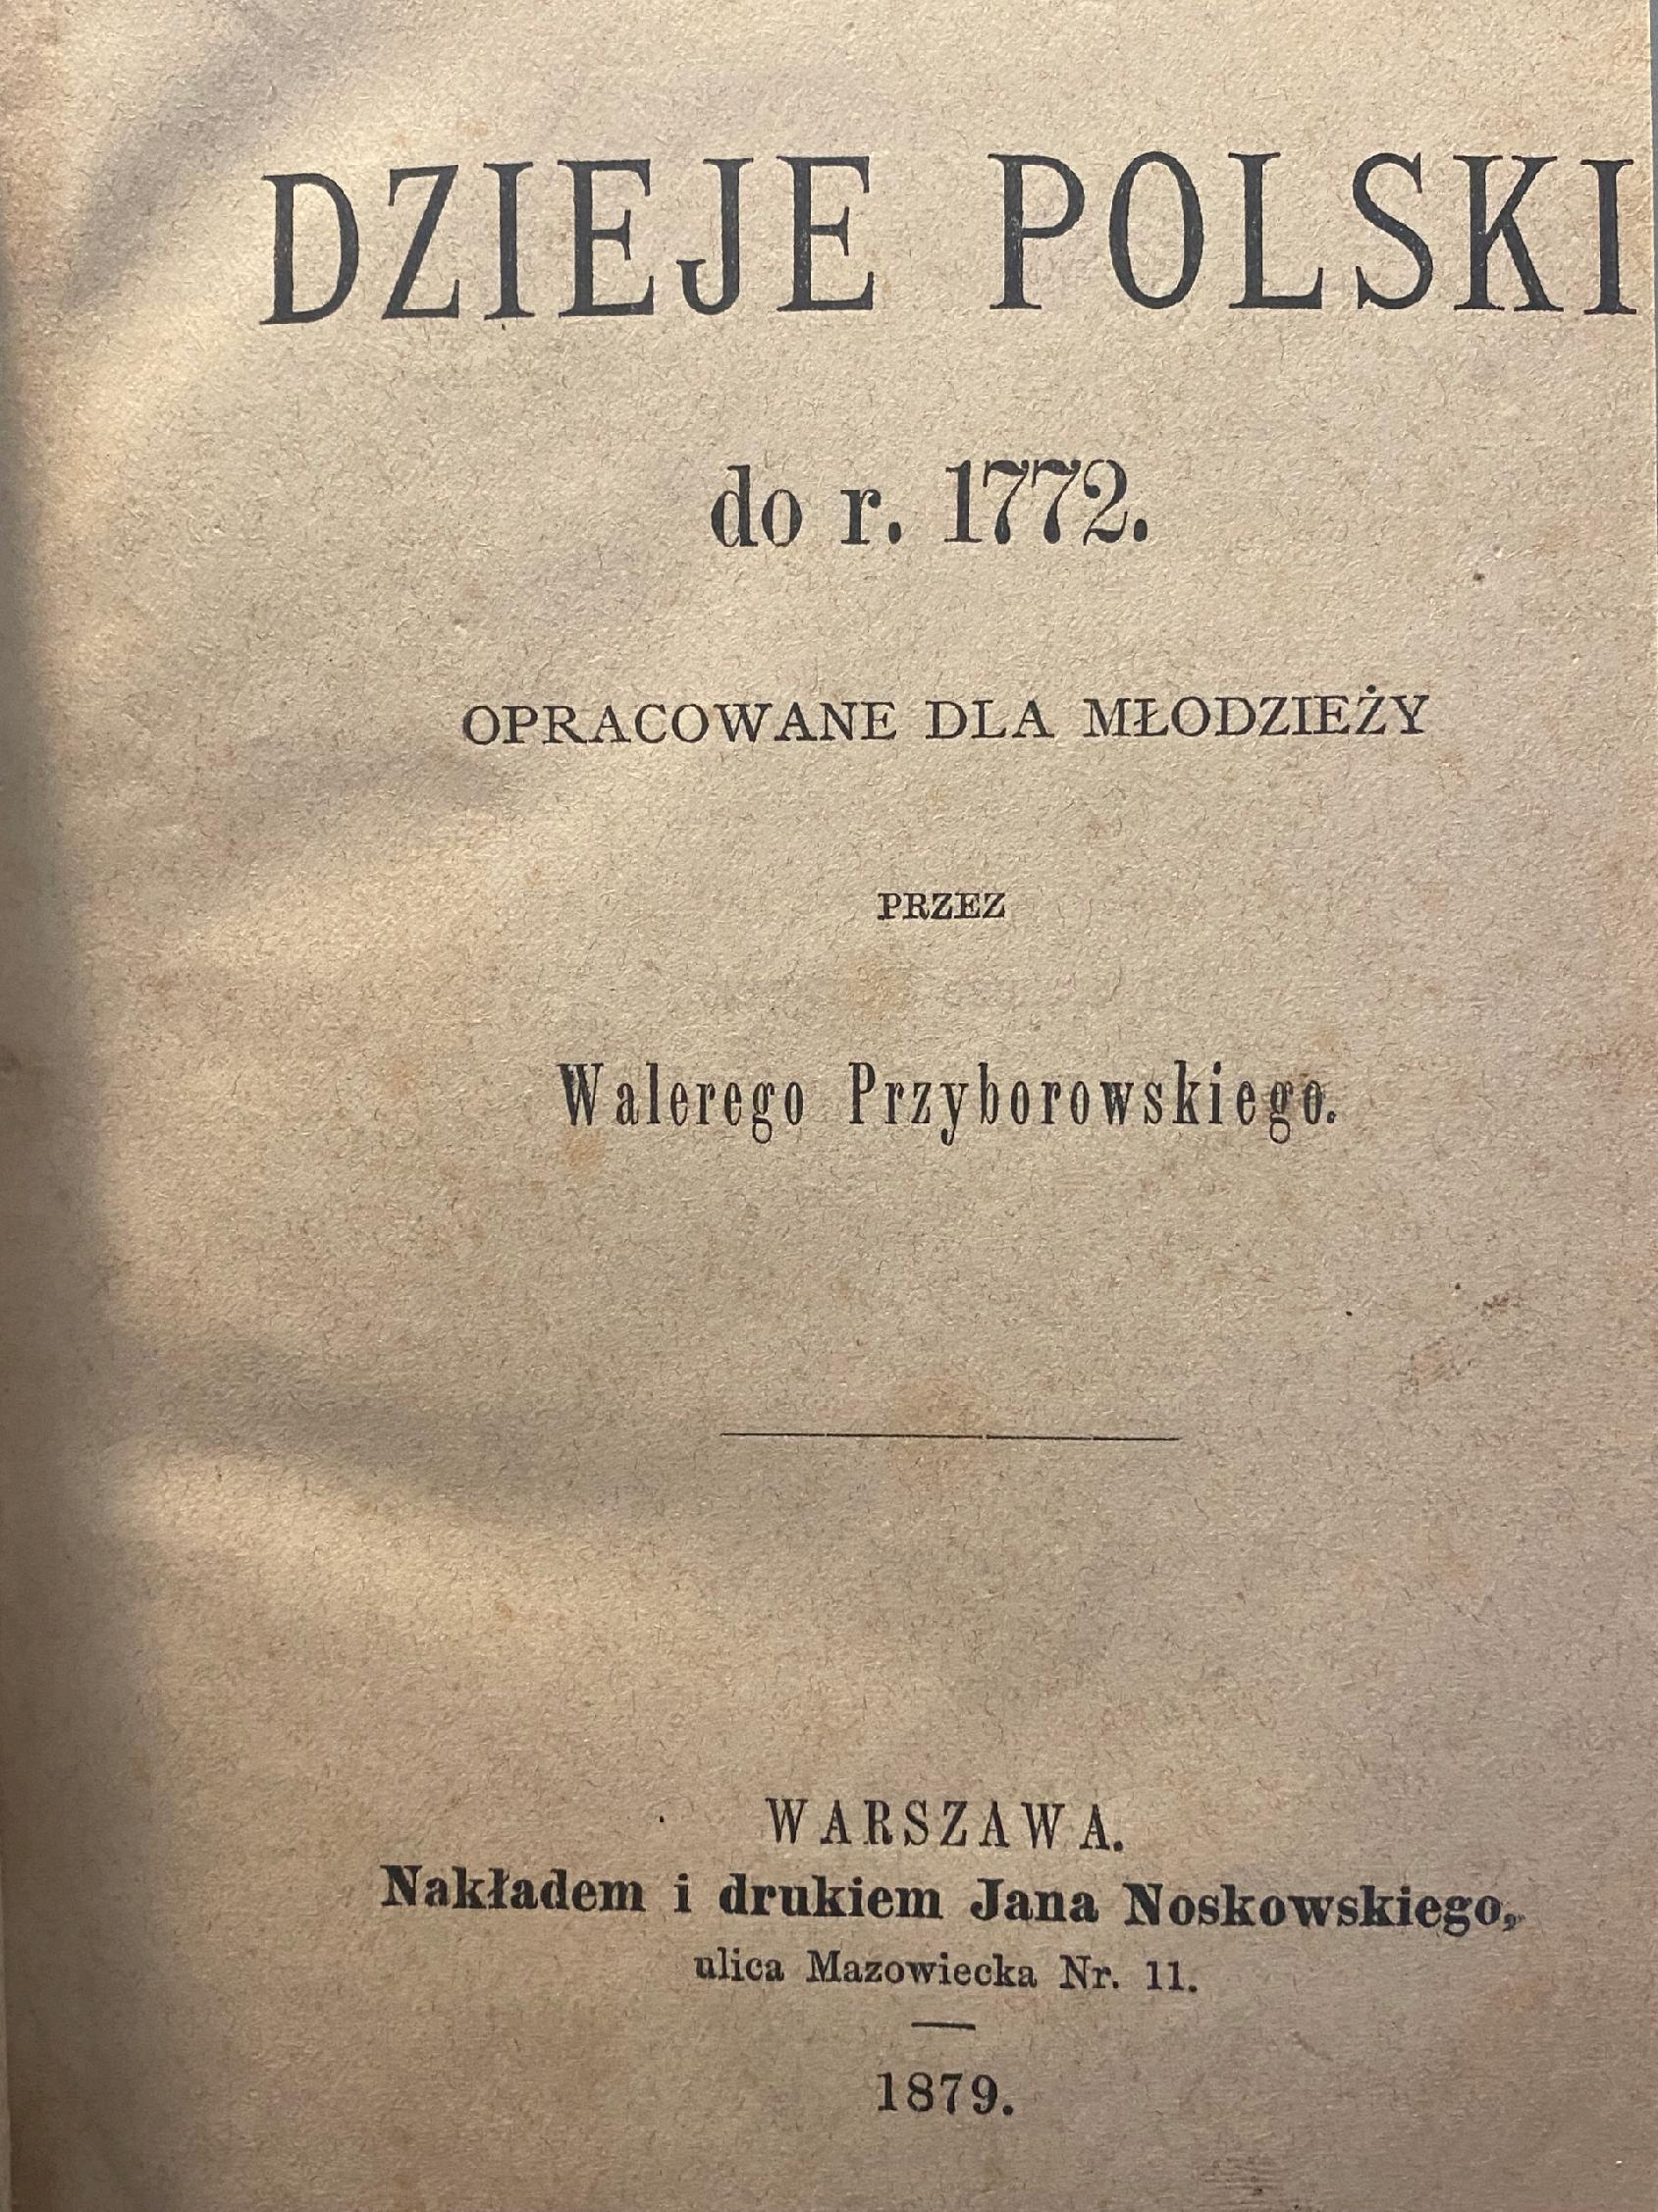 DZIEJE POLSKI
do r. 1772.
OPRACOWANE DLA MŁODZIEŻY
PRZEZ
Walerego Przyborowskiego.
WARSZAWA.
Nakładem i drukiem Jana Noskowskiego,
ulica Mazowiecka Nr. 11.
1879.